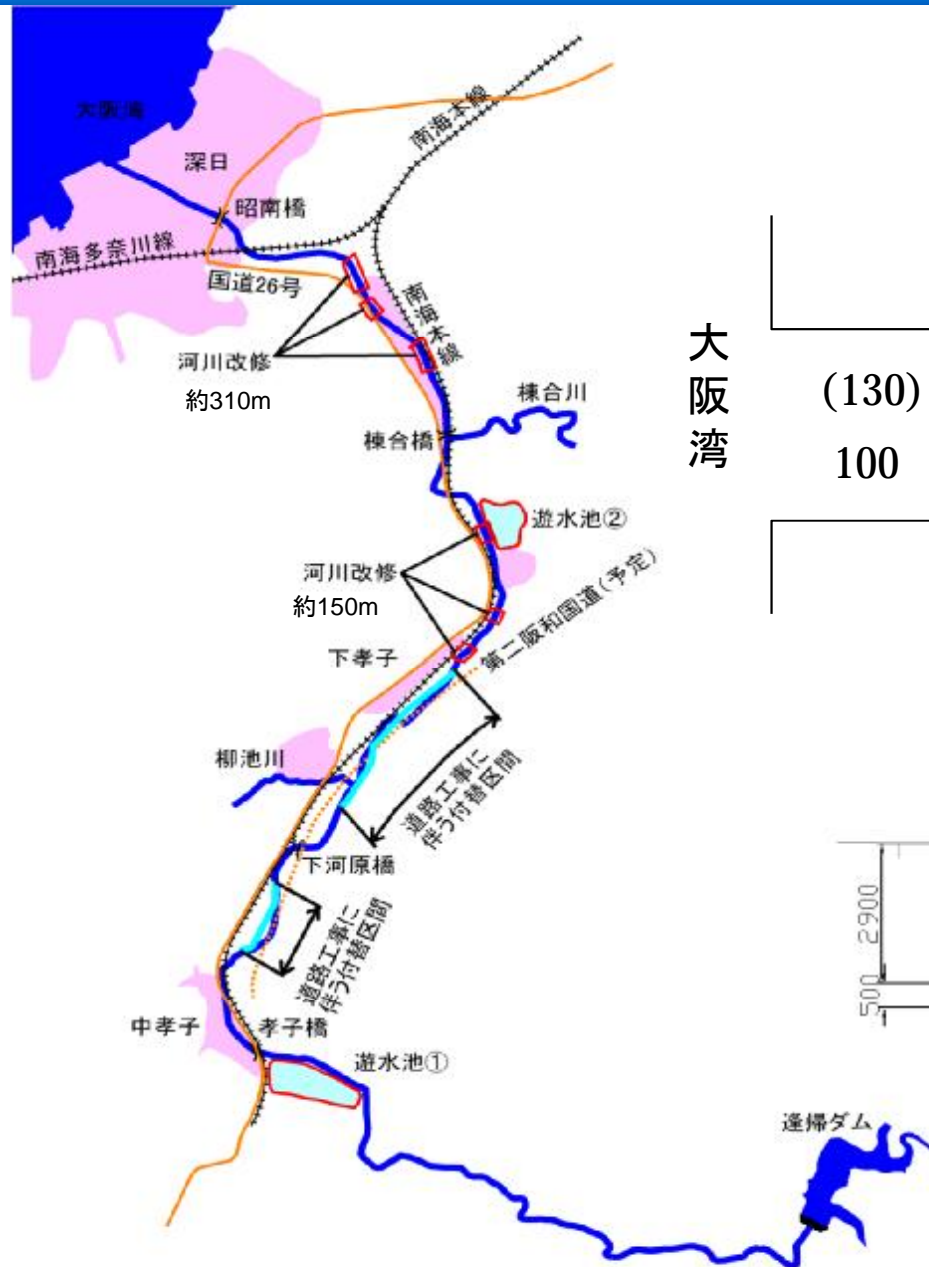 大阪湾
深日
昭南橋
南海本線
南海多奈川線
国道26号
南海本線
河川改修
約310m
棟合川
棟合橋
遊水池②
河川改修
約150m
第二阪和国道(予定)
下孝子
柳池川
道路工事に
伴う付替区間
下河原橋
道路工事に
伴う付替区間
中孝子
孝子橋
遊水池①
逢帰ダム
大阪湾
(130)
100
2900
500